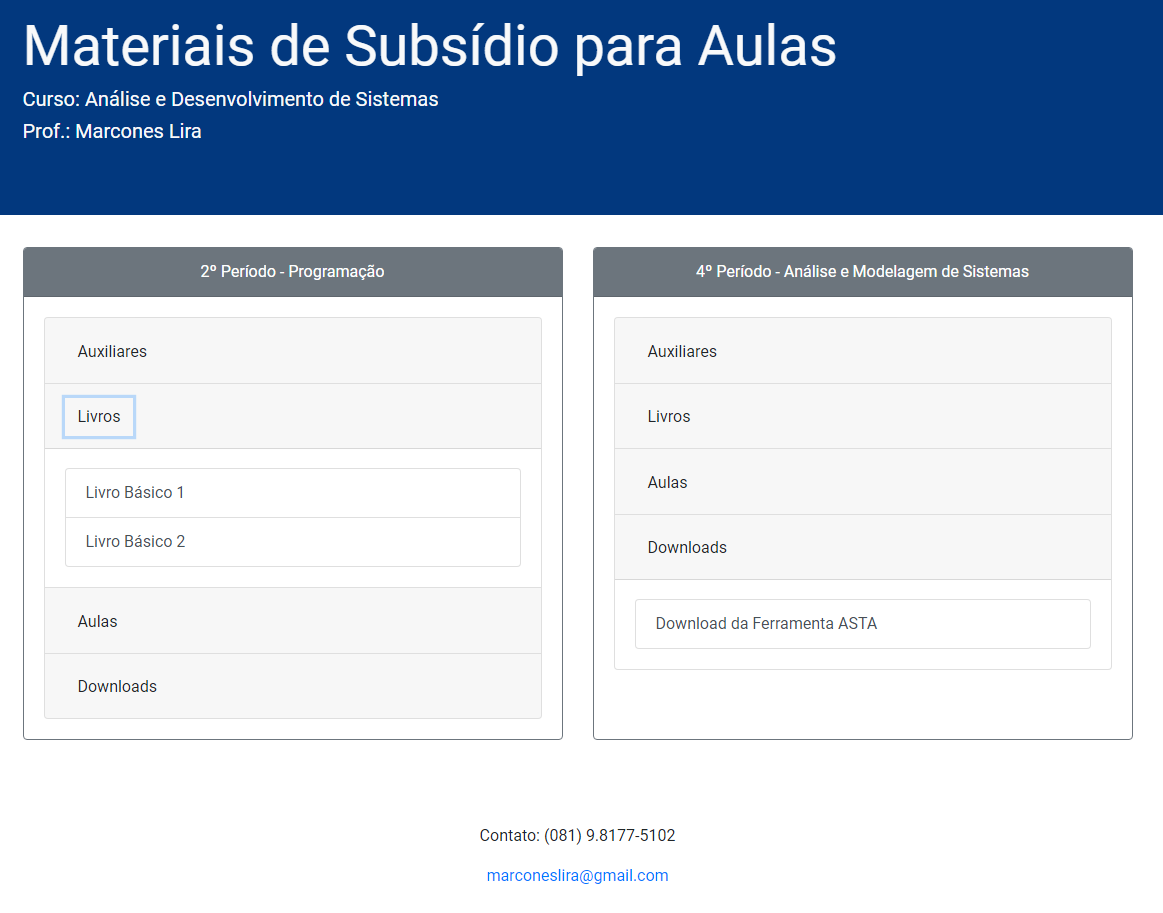 Materiais de Subsídio para Aulas
Curso: Análise e Desenvolvimento de Sistemas
Prof.: Marcones Lira
2º Período - Programação
Auxiliares
Livros
Livro Básico 1
Livro Básico 2
Aulas
Downloads
4º Período - Análise e Modelagem de Sistemas
Auxiliares
Livros
Aulas
Downloads
Download da Ferramenta ASTA
Contato: (081) 9.8177-5102
marconeslira@gmail.com